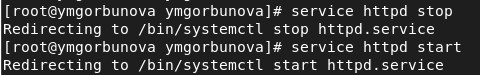 [root@ymgorbunova ymgorbunova]# service httpd stop
Redirecting to /bin/systemctl stop httpd.service
[root@ymgorbunova ymgorbunova]# service httpd start
Redirecting to /bin/systemctl start httpd.service